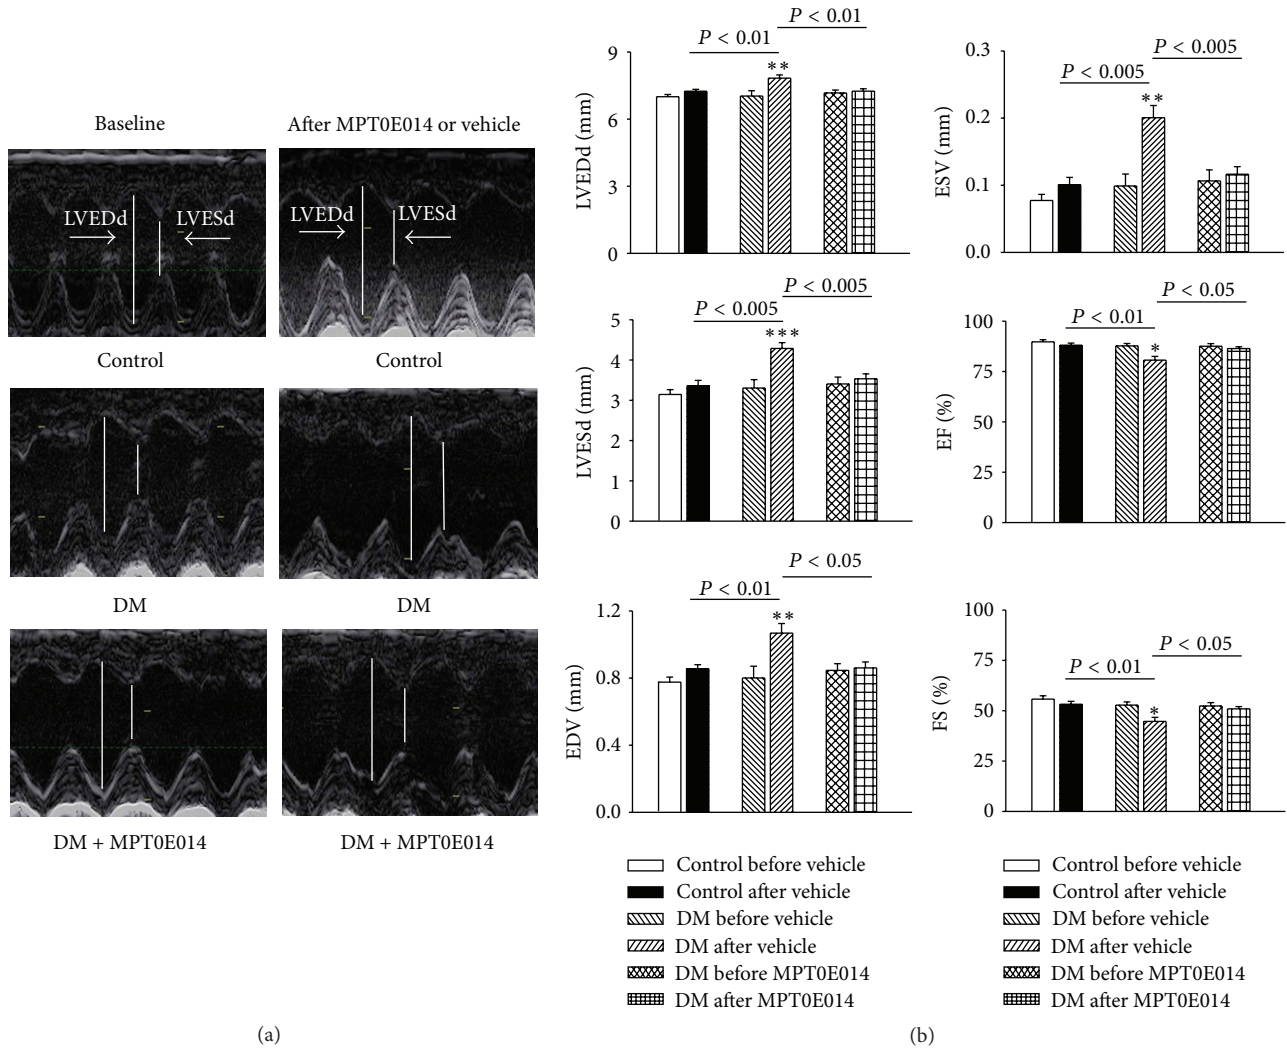 Baseline
After MPT0E014 or vehicle
LVEDd
LVESd
LVEDd
LVESd
Control
Control
DM
DM
DM + MPT0E014
DM + MPT0E014
(a)
P < 0.01
P < 0.01
**
LVEDd (mm)
9
6
3
0
P < 0.005
P < 0.005
**
ESV (mm)
0.3
0.2
0.1
0.0
P < 0.005
P < 0.005
***
LVESd (mm)
5
4
3
2
1
0
P < 0.05
P < 0.01
*
EF (%)
100
75
50
25
0
P < 0.05
P < 0.01
**
EDV (mm)
1.2
0.8
0.4
0.0
P < 0.05
P < 0.01
*
FS (%)
100
75
50
25
0
Control before vehicle
Control after vehicle
DM before vehicle
DM after vehicle
DM before MPT0E014
DM after MPT0E014
Control before vehicle
Control after vehicle
DM before vehicle
DM after vehicle
DM before MPT0E014
DM after MPT0E014
(b)